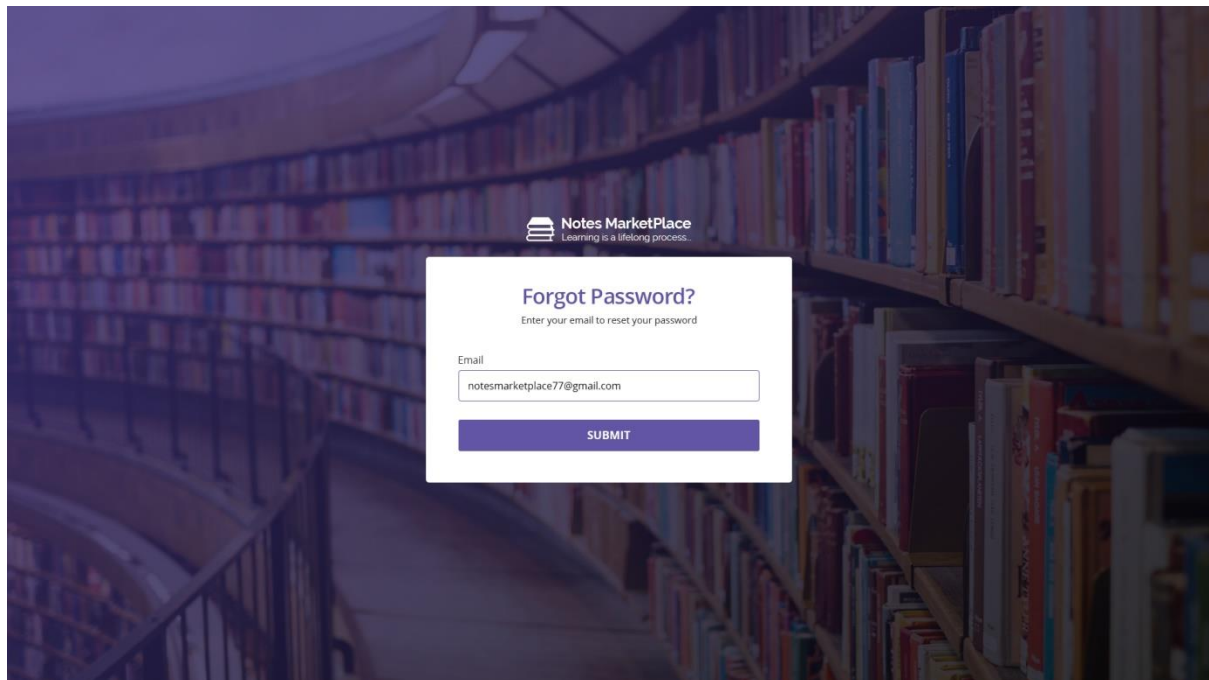 Notes MarketPlace
Learning is a lifelong process...
Forgot Password?
Enter your email to reset your password
Email
notesmarketplace77@gmail.com
SUBMIT